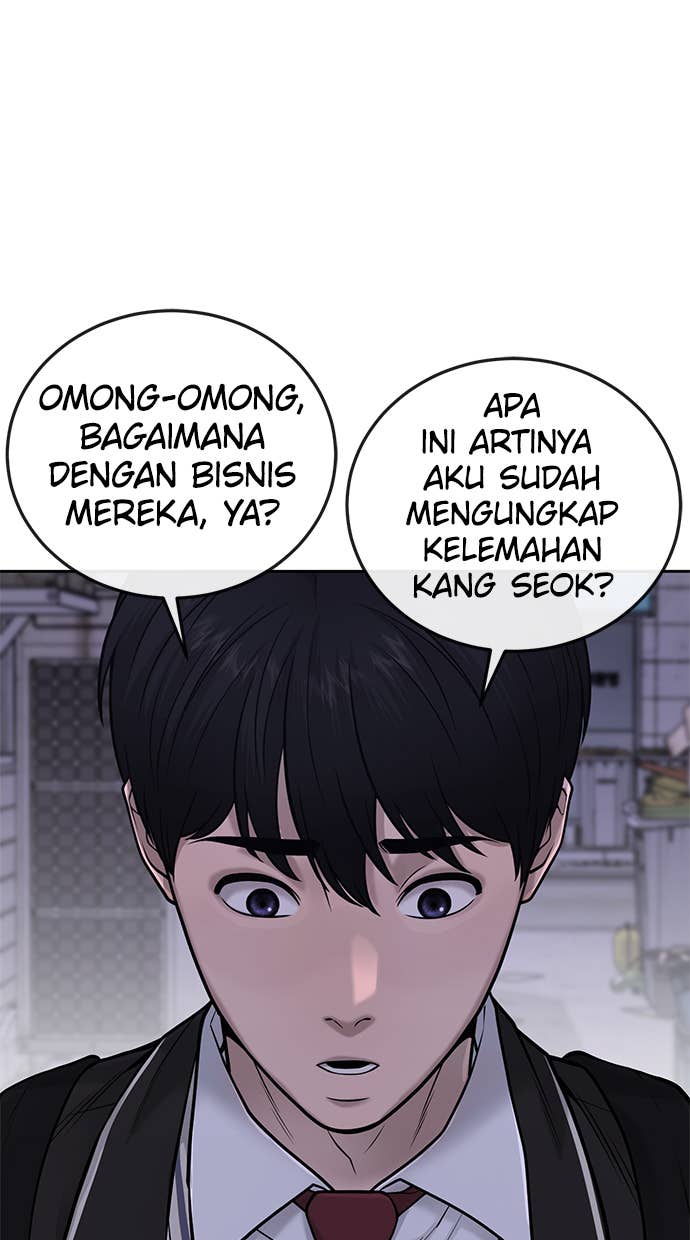 OMONG-OMONG,
BAGAIMANA
DENGAN BISNIS
MEREKA, YA?
APA
INI ARTINYA
AKU SUDAH
MENGUNGKAP
KELEMAHAN
KANG SEOK?